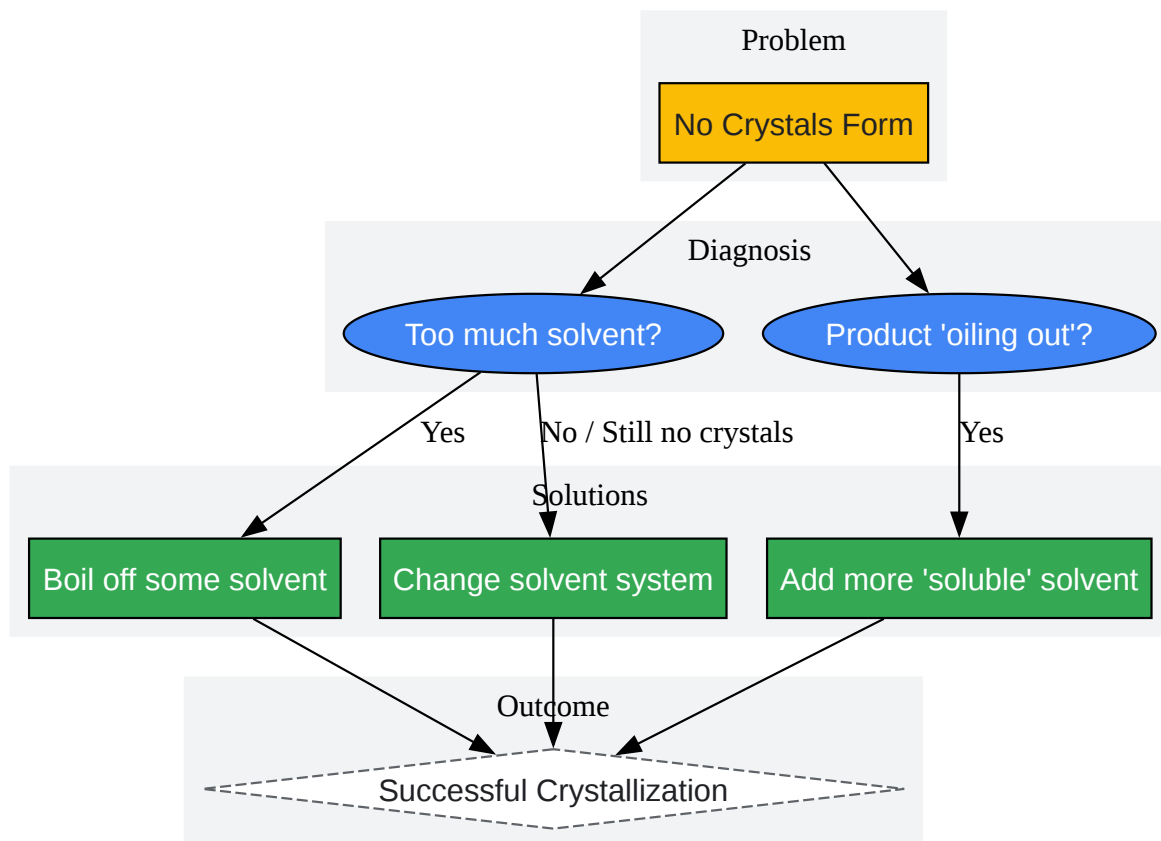 Problem
No Crystals Form
Diagnosis
Too much solvent?
Product 'oiling out'?
Yes
No / Still no crystals
Yes
Solutions
Boil off some solvent
Change solvent system
Add more 'soluble' solvent
Outcome
Successful Crystallization